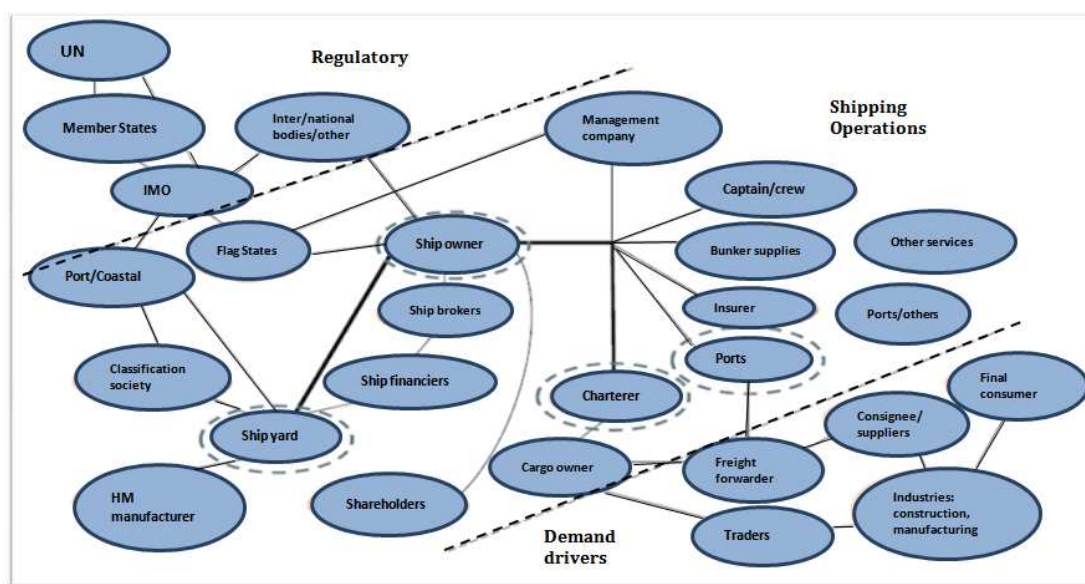 UN
Regulatory
Member States
Inter/national
bodies/other
Management
company
Shipping
Operations
IMO
Captain/crew
Flag States
Ship owner
Bunker supplies
Other services
Port/Coastal
Ship brokers
Insurer
Ports/others
Classification
society
Ship financiers
Ports
Charterer
Final
consumer
Ship yard
Consignee/
suppliers
Cargo owner
Freight
forwarder
HM
manufacturer
Shareholders
Industries:
construction,
manufacturing
Traders
Demand
drivers